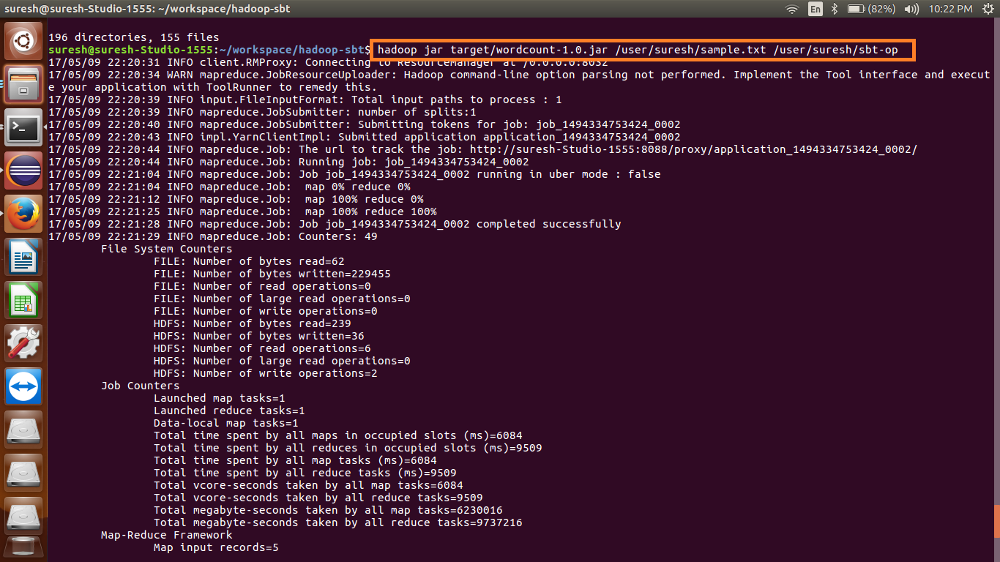 suresh@suresh-Studio-1555: ~/workspace/hadoop-sbt
En
(82%)
10:22 PM
196 directories, 155 files
suresh@suresh-Studio-1555:~/workspace/hadoop-sbt$ hadoop jar target/wordcount-1.0.jar /user/suresh/sample.txt /user/suresh/sbt-op
17/05/09 22:20:31 INFO client.RMProxy: Connecting to ResourceManager at /0.0.0.0:8032
17/05/09 22:20:34 WARN mapreduce.JobResourceUploader: Hadoop command-line option parsing not performed. Implement the Tool interface and execut
e your application with ToolRunner to remedy this.
17/05/09 22:20:39 INFO input.FileInputFormat: Total input paths to process : 1
17/05/09 22:20:39 INFO mapreduce.JobSubmitter: number of splits:1
17/05/09 22:20:40 INFO mapreduce.JobSubmitter: Submitting tokens for job: job_1494334753424_0002
17/05/09 22:20:43 INFO impl.YarnClientImpl: Submitted application application_1494334753424_0002
17/05/09 22:20:44 INFO mapreduce.Job: The url to track the job: http://suresh-Studio-1555:8088/proxy/application_1494334753424_0002/
17/05/09 22:20:44 INFO mapreduce.Job: Running job: job_1494334753424_0002
17/05/09 22:21:04 INFO mapreduce.Job: Job job_1494334753424_0002 running in uber mode : false
17/05/09 22:21:04 INFO mapreduce.Job:  map 0% reduce 0%
17/05/09 22:21:12 INFO mapreduce.Job:  map 100% reduce 0%
17/05/09 22:21:25 INFO mapreduce.Job:  map 100% reduce 100%
17/05/09 22:21:28 INFO mapreduce.Job: Job job_1494334753424_0002 completed successfully
17/05/09 22:21:29 INFO mapreduce.Job: Counters: 49
File System Counters
FILE: Number of bytes read=62
FILE: Number of bytes written=229455
FILE: Number of read operations=0
FILE: Number of large read operations=0
FILE: Number of write operations=0
HDFS: Number of bytes read=239
HDFS: Number of bytes written=36
HDFS: Number of read operations=6
HDFS: Number of large read operations=0
HDFS: Number of write operations=2
Job Counters
Launched map tasks=1
Launched reduce tasks=1
Data-local map tasks=1
Total time spent by all maps in occupied slots (ms)=6084
Total time spent by all reduces in occupied slots (ms)=9509
Total time spent by all map tasks (ms)=6084
Total time spent by all reduce tasks (ms)=9509
Total vcore-seconds taken by all map tasks=6084
Total vcore-seconds taken by all reduce tasks=9509
Total megabyte-seconds taken by all map tasks=6230016
Total megabyte-seconds taken by all reduce tasks=9737216
Map-Reduce Framework
Map input records=5